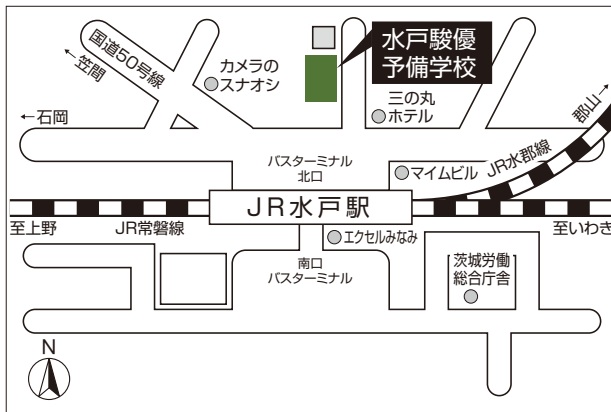 国道50号線
笠間
カメラの
スナオシ
水戸駿優
予備学校
三の丸
ホテル
郡山
石岡
バスターミナル
北口
マイムビル
JR水郡線
JR水戸駅
至上野
JR常磐線
至いわき
エクセルみなみ
南口
バスターミナル
茨城労働
総合庁舎
N